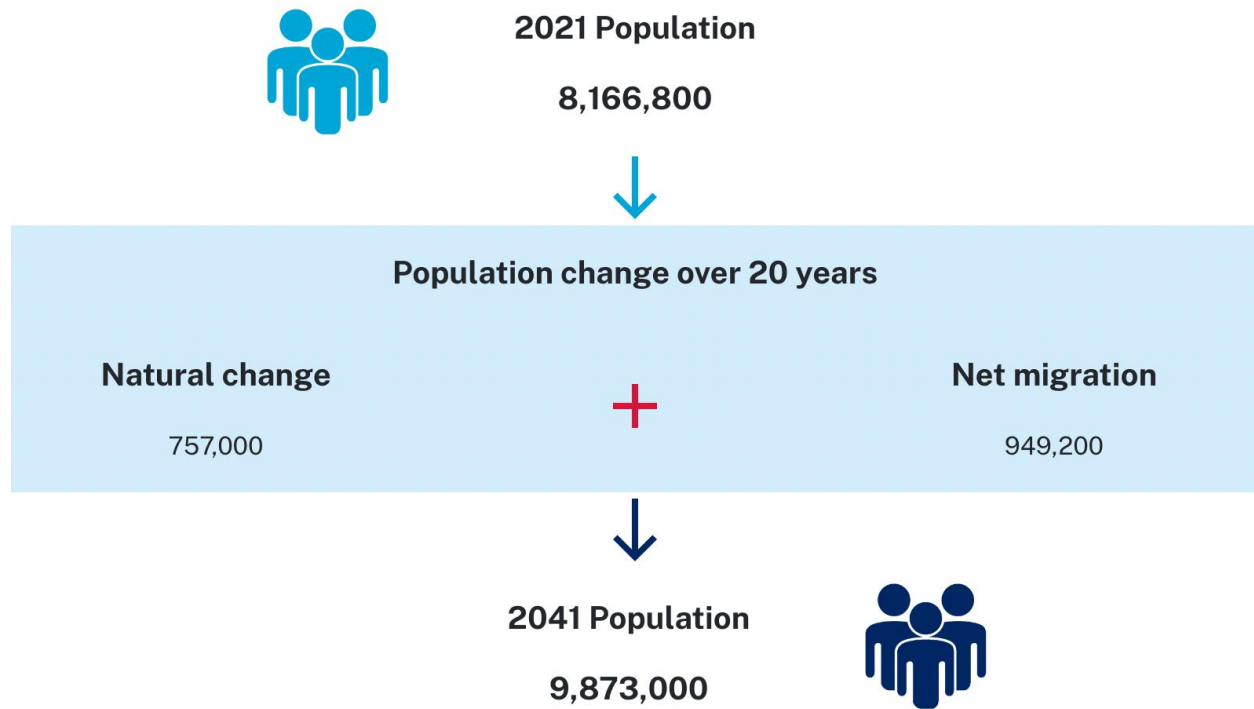 2021 Population
8,166,800
Population change over 20 years
Natural change
757,000
+
Net migration
949,200
2041 Population
9,873,000